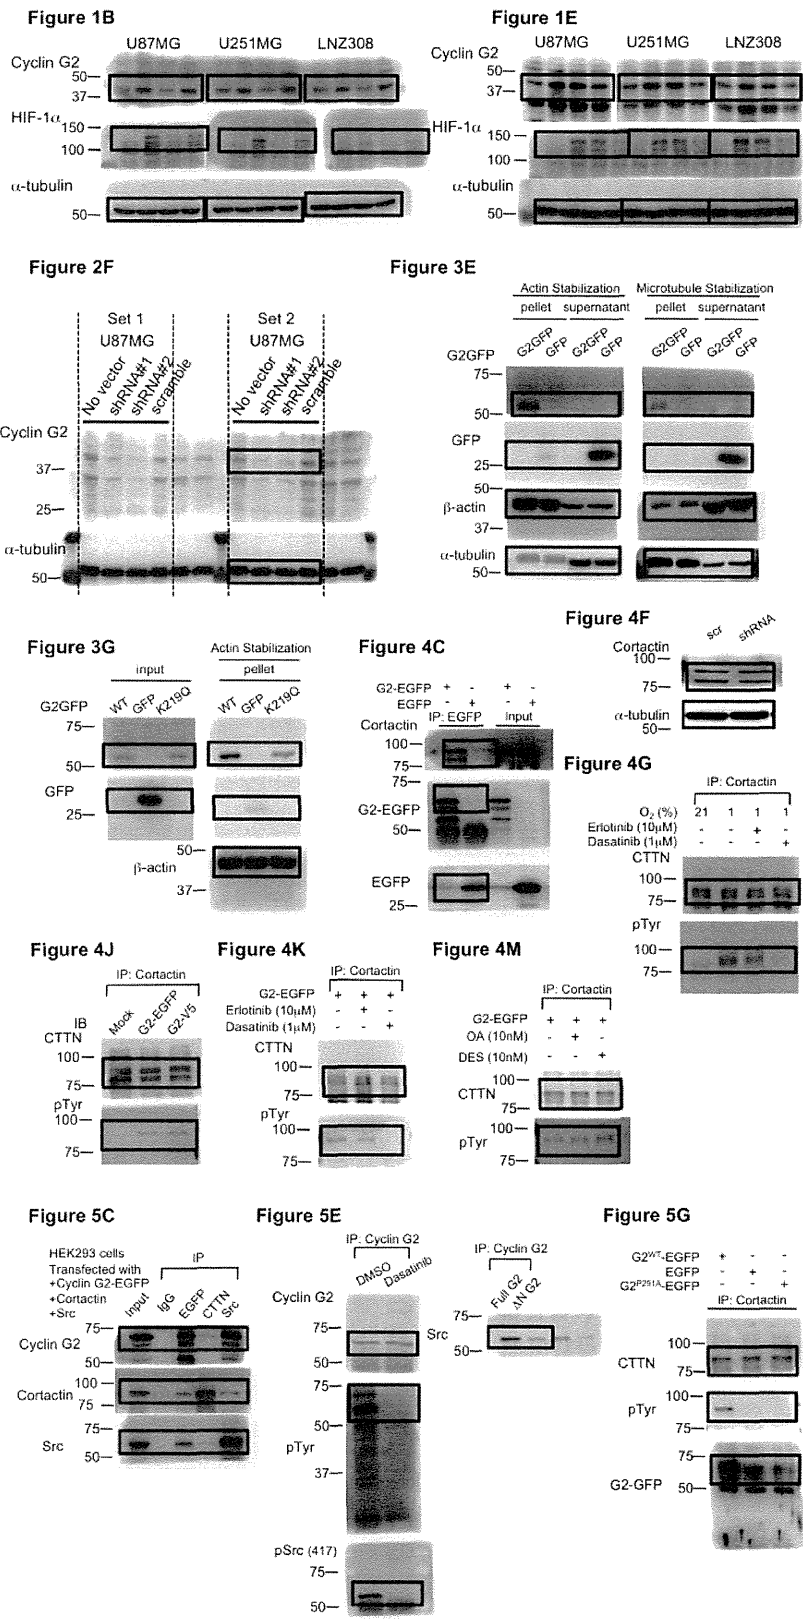 Figure 1B
U87MG U251MG LNZ308
Cyclin G2
50
37
HIF-1α
150
100
α-tubulin
50
Figure 1E
U87MG U251MG LNZ308
Cyclin G2
50
37
HIF-1α
150
100
α-tubulin
50
Figure 2F
Set 1 Set 2
U87MG U87MG
No vector shRNA#1 shRNA#2 scramble No vector shRNA#1 shRNA#2 scramble
Cyclin G2
37
25
α-tubulin
50
Figure 3E
Actin Stabilization Microtubule Stabilization
pellet supernatant pellet supernatant
G2GFP GFP G2GFP GFP G2GFP GFP G2GFP GFP
G2GFP
75
50
GFP
25
50
β-actin
37
α-tubulin
50
Figure 3G
Actin Stabilization
input pellet
WT GFP K219Q WT GFP K219Q
G2GFP
75
50
GFP
25
50
β-actin
37
Figure 4C
G2-EGFP + - + -
EGFP - + - +
IP: EGFP Input
Cortactin
100
75
75
G2-EGFP
50
EGFP
25
Figure 4F
scr shRNA
Cortactin
100
75
α-tubulin
50
Figure 4G
IP: Cortactin
O2 (%) 21 1 1 1
Erlotinib (10μM) - - + -
Dasatinib (1μM) - - - +
CTTN
100
75
pTyr
100
75
Figure 4J
IP: Cortactin
Mock G2-EGFP G2-V5
IB
CTTN
100
75
pTyr
100
75
Figure 4K
IP: Cortactin
G2-EGFP + + +
Erlotinib (10μM) - + -
Dasatinib (1μM) - - +
CTTN
100
75
pTyr
100
75
Figure 4M
IP: Cortactin
G2-EGFP + + +
OA (10nM) - + -
DES (10nM) - - +
100
CTTN
75
100
pTyr
75
Figure 5C
HEK293 cells
Transfected with
+Cyclin G2-EGFP
+Cortactin
+Src
IP
Input IgG EGFP CTTN Src
75
Cyclin G2
50
100
Cortactin
75
75
Src
50
Figure 5E
IP: Cyclin G2
DMSO Dasatinib
Cyclin G2
75
50
75
50
pTyr
37
pSrc (417)
75
50
IP: Cyclin G2
Full G2 ΔN G2
75
Src
50
Figure 5G
G2WT-EGFP + - -
EGFP - + -
G2P291A-EGFP - - +
IP: Cortactin
100
CTTN
75
100
pTyr
75
75
G2-GFP
50